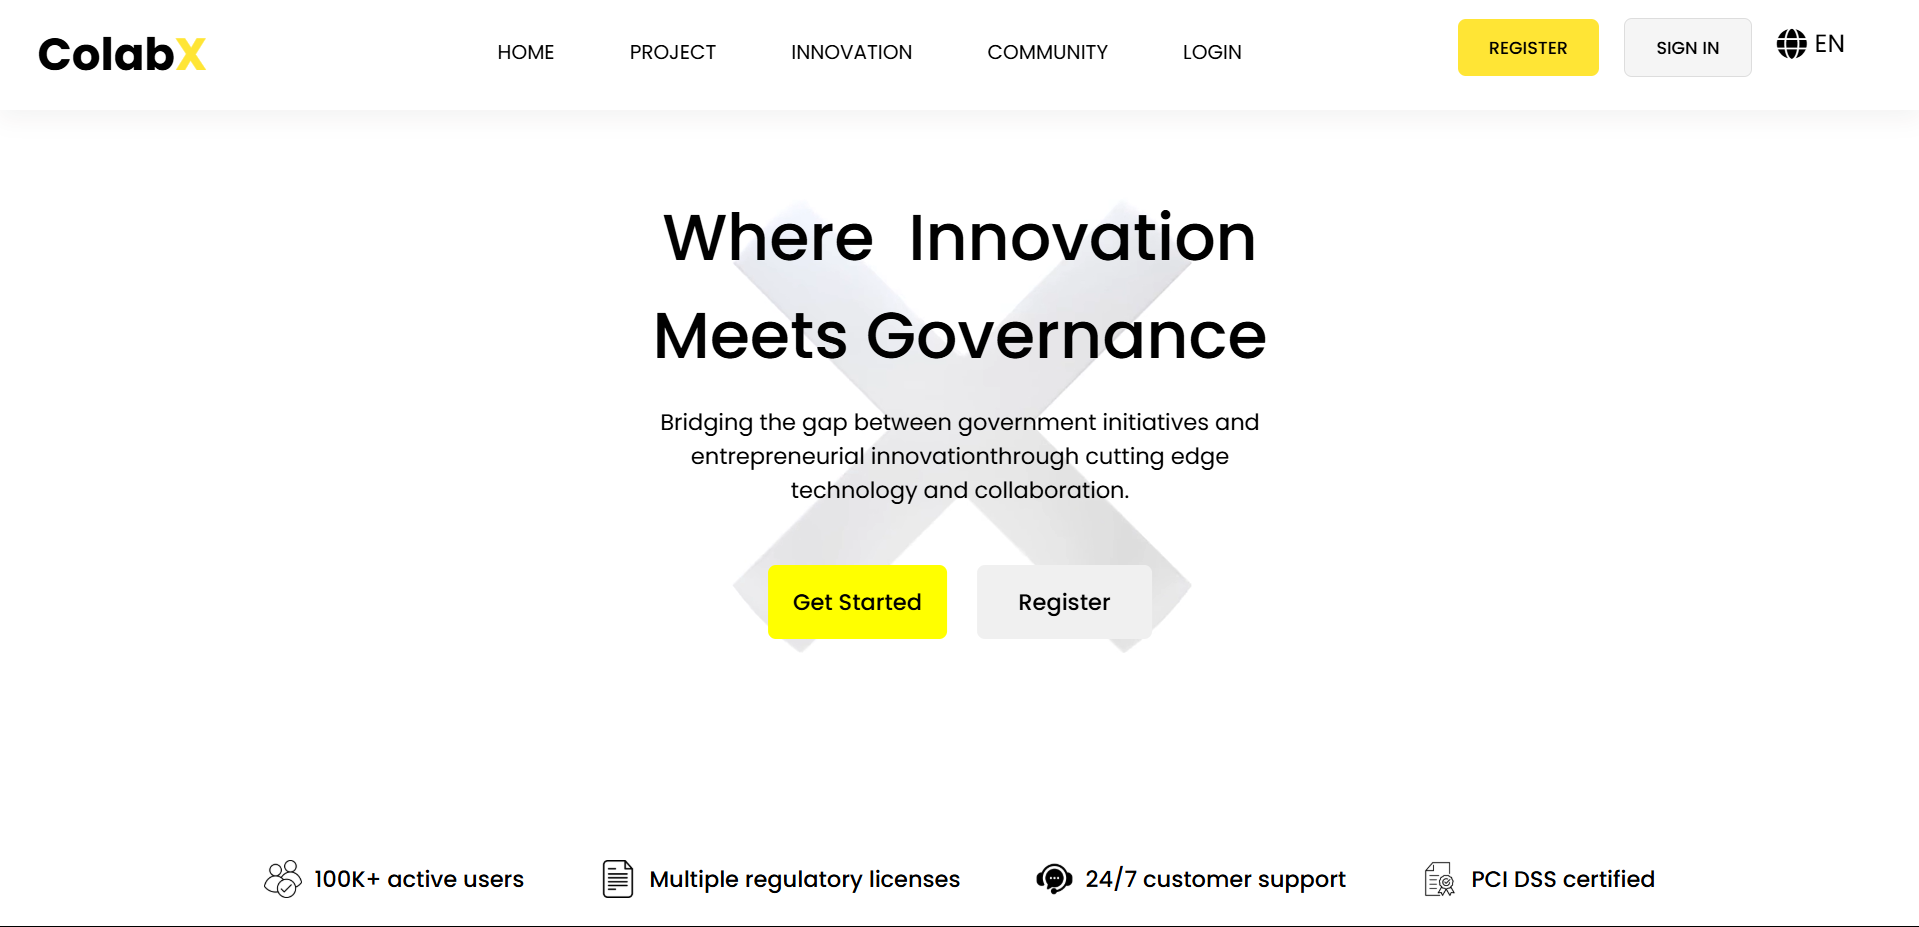 ColabX
HOME
PROJECT
INNOVATION
COMMUNITY
LOGIN
REGISTER
SIGN IN
EN
Where  Innovation
Meets Governance
Bridging the gap between government initiatives and
entrepreneurial innovationthrough cutting edge
technology and collaboration.
Get Started
Register
100K+ active users
Multiple regulatory licenses
24/7 customer support
PCI DSS certified